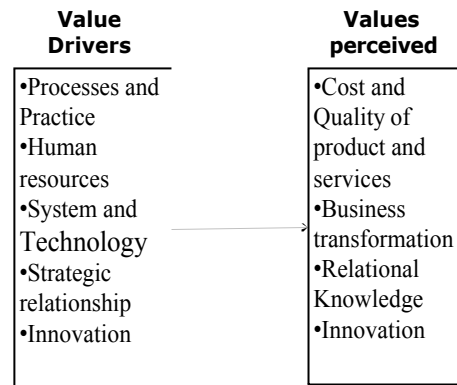 Value
Drivers
•Processes and
Practice
•Human
resources
•System and
Technology
•Strategic
relationship
•Innovation
Values
perceived
•Cost and
Quality of
product and
services
•Business
transformation
•Relational
Knowledge
•Innovation